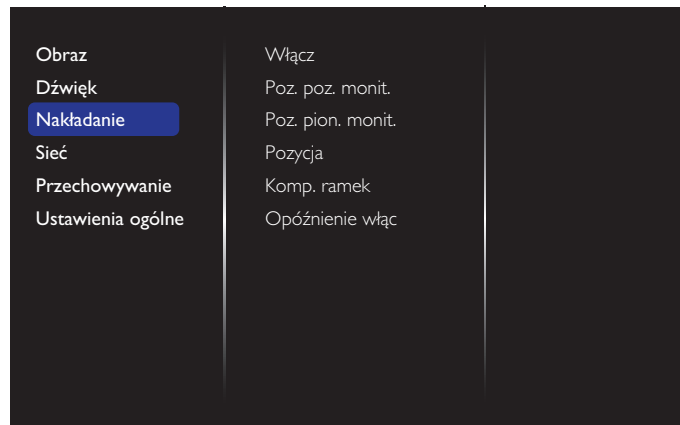 Obraz
Dźwięk
Nakładanie
Sieć
Przechowywanie
Ustawienia ogólne
Włącz
Poz. poz. monit.
Poz. pion. monit.
Pozycja
Komp. ramek
Opóźnienie włąc